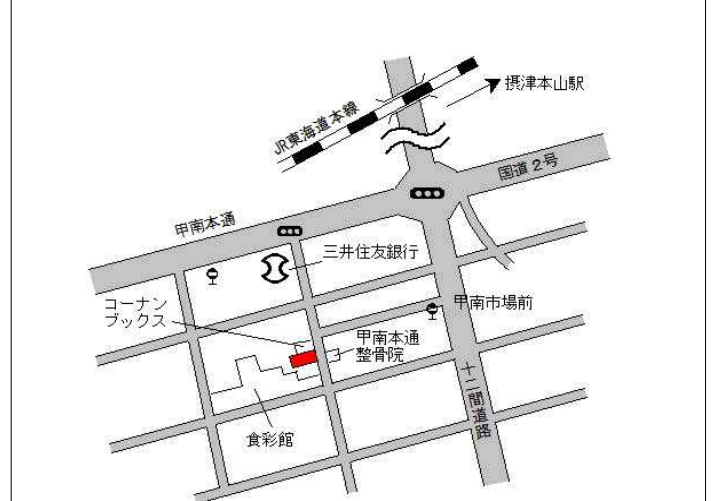 摂津本山駅
JR東海道本線
国道2号
甲南本通
三井住友銀行
コーナン
ブックス
甲南市場前
甲南本通
整骨院
十二間道路
食彩館